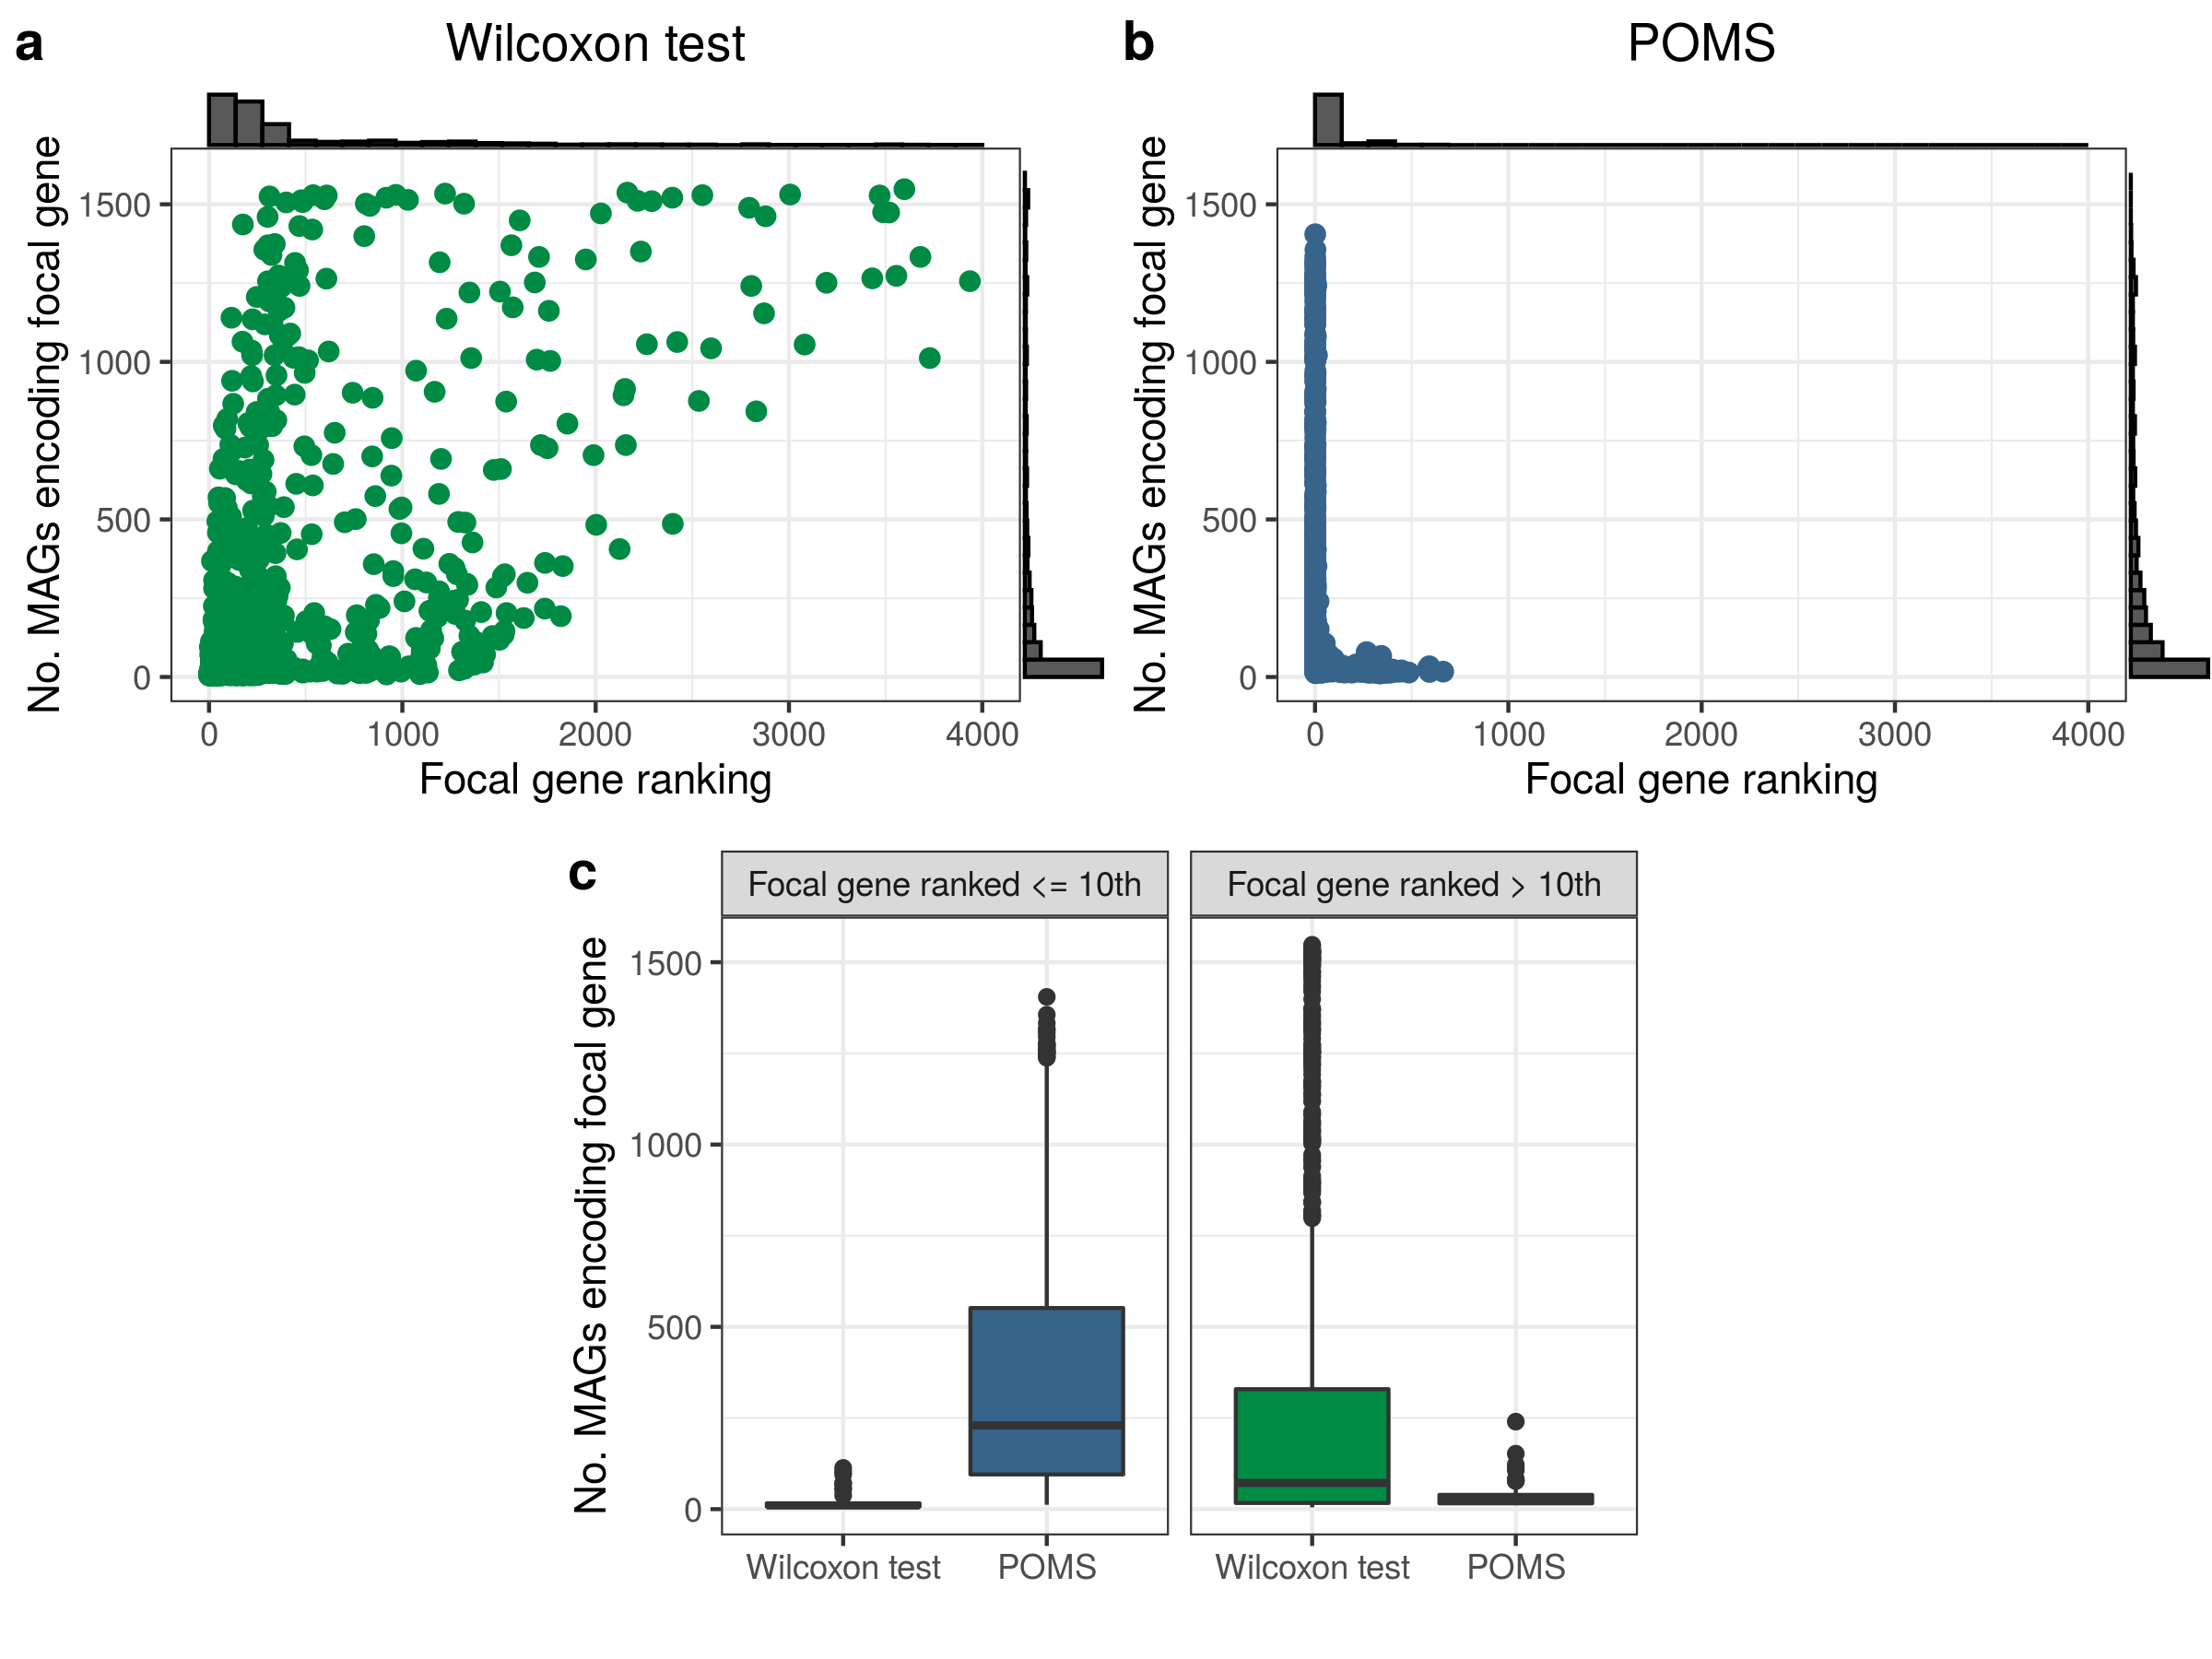 a
Wilcoxon test
No. MAGs encoding focal gene
1500
1000
500
0
0 1000 2000 3000 4000
Focal gene ranking
b
POMS
No. MAGs encoding focal gene
1500
1000
500
0
0 1000 2000 3000 4000
Focal gene ranking
c
Focal gene ranked <= 10th
Focal gene ranked > 10th
No. MAGs encoding focal gene
1500
1000
500
0
Wilcoxon test POMS
Wilcoxon test POMS